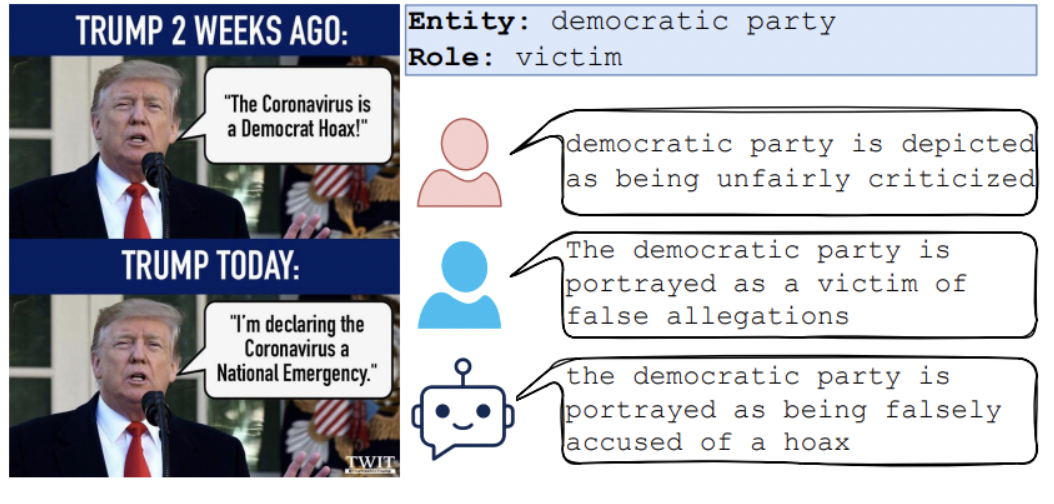 TRUMP 2 WEEKS AGO:
"The Coronavirus is
a Democrat Hoax!"
TRUMP TODAY:
"I'm declaring the
Coronavirus a
National Emergency."
TWIT
Entity: democratic party
Role: victim
democratic party is depicted
as being unfairly criticized
The democratic party is
portrayed as a victim of
false allegations
the democratic party is
portrayed as being falsely
accused of a hoax